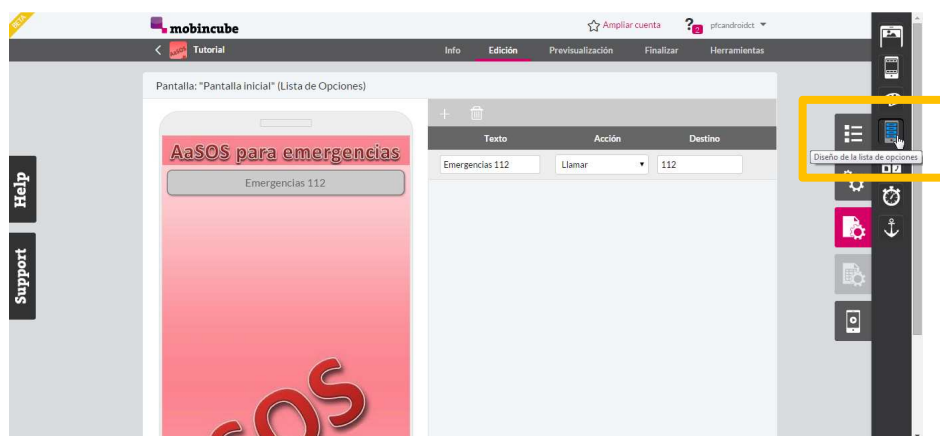 BETA
mobincube
Ampliar cuenta
? 2
pfcandroidct
AaSOS
Tutorial
Info Edición Previsualización Finalizar Herramientas
Pantalla: "Pantalla inicial" (Lista de Opciones)
Texto Acción Destino
AaSOS para emergencias
Emergencias 112 Llamar 112
Emergencias 112
Diseño de la lista de opciones
Help
Support
SOS